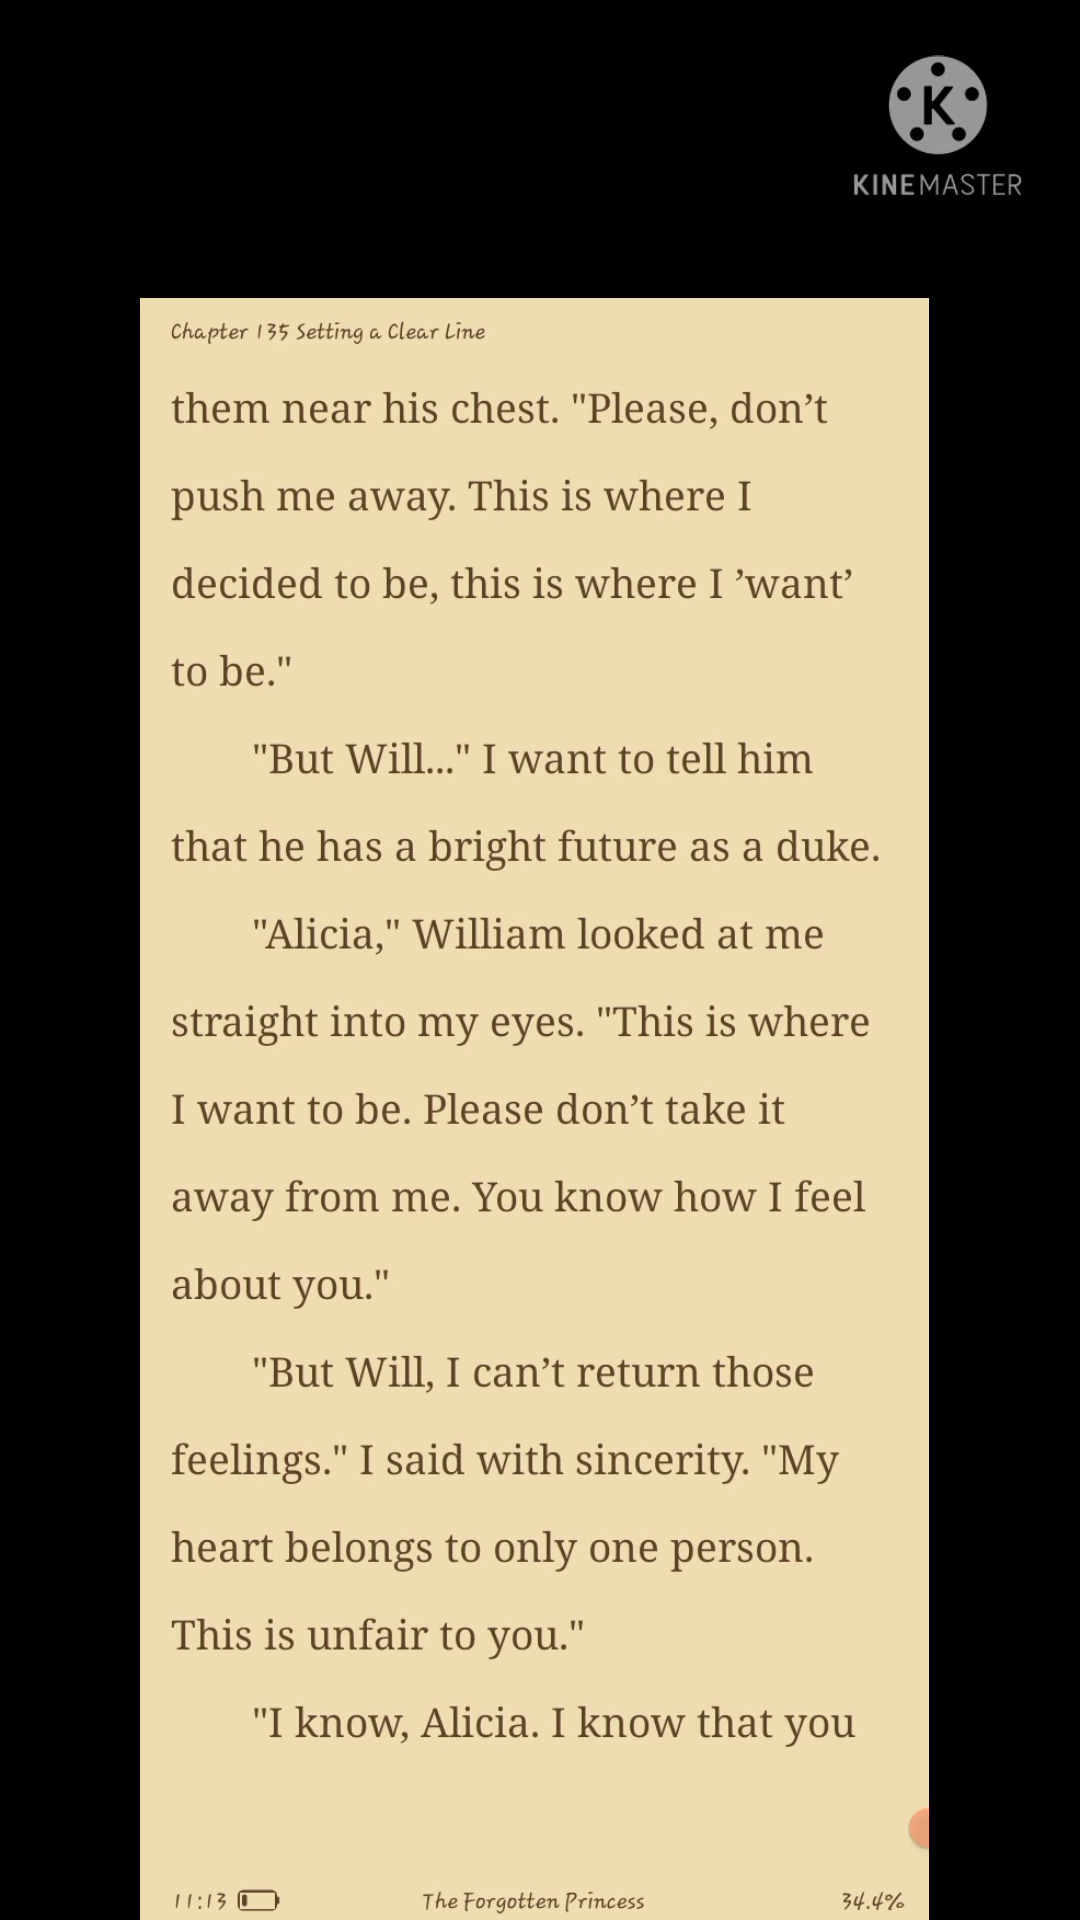 K
KINEMASTER
Chapter 135 Setting a Clear Line
them near his chest. "Please, don’t
push me away. This is where I
decided to be, this is where I ’want’
to be."
"But Will..." I want to tell him
that he has a bright future as a duke.
"Alicia," William looked at me
straight into my eyes. "This is where
I want to be. Please don’t take it
away from me. You know how I feel
about you."
"But Will, I can’t return those
feelings." I said with sincerity. "My
heart belongs to only one person.
This is unfair to you."
"I know, Alicia. I know that you
11:13 The Forgotten Princess 34.4%